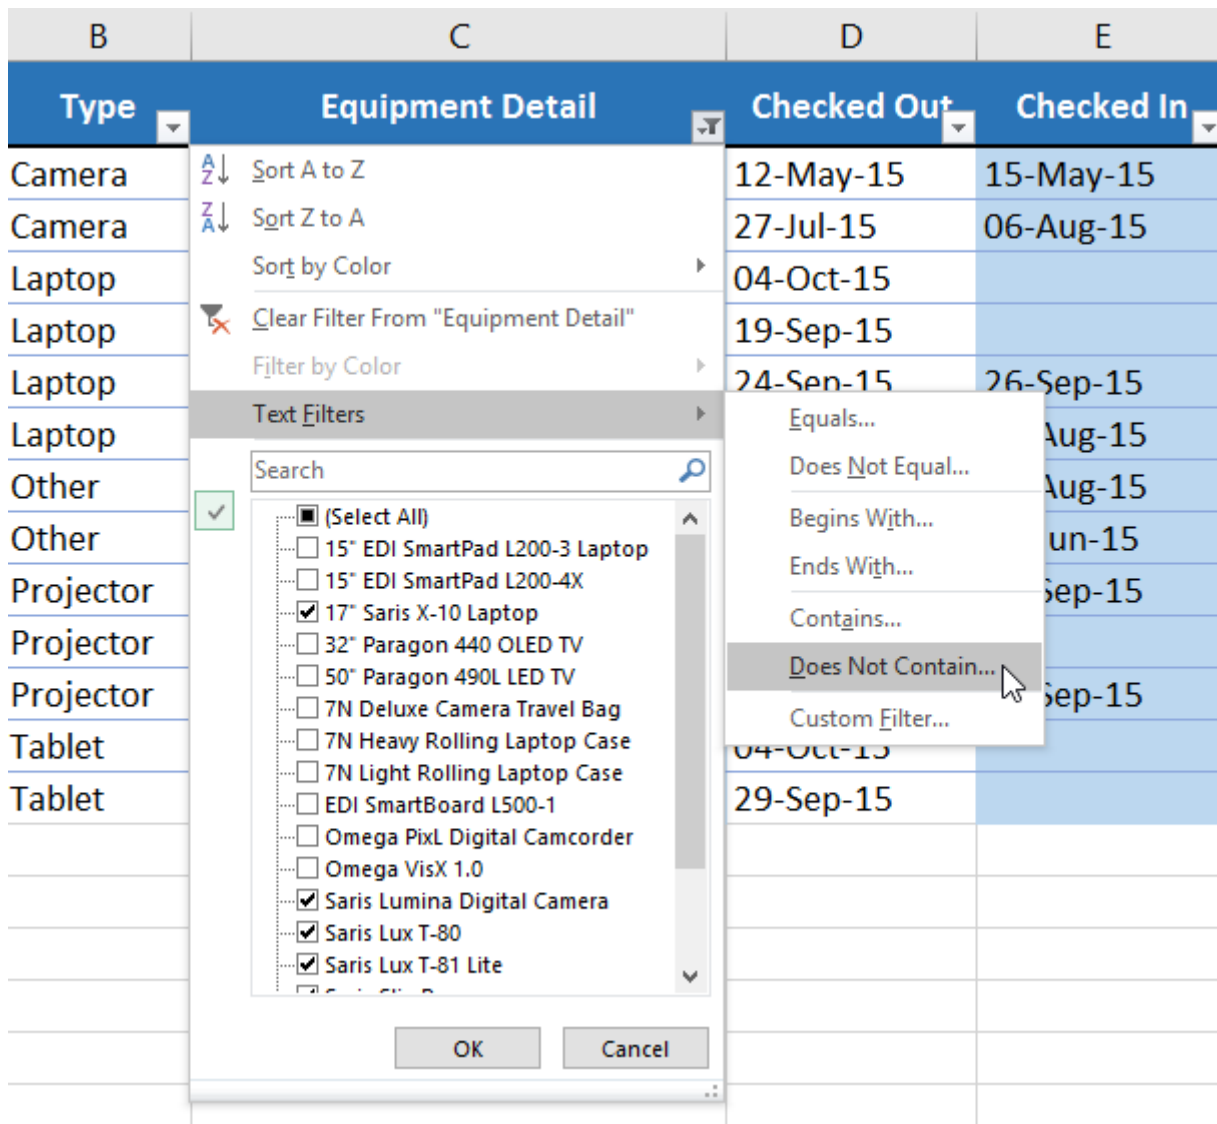 B C D E
Type Equipment Detail Checked Out Checked In
Camera 12-May-15 15-May-15
Camera 27-Jul-15 06-Aug-15
Laptop 04-Oct-15
Laptop 19-Sep-15
Laptop 24-Sep-15 26-Sep-15
Laptop Aug-15
Other Aug-15
Other un-15
Projector Sep-15
Projector
Projector Sep-15
Tablet 04-Oct-15
Tablet 29-Sep-15
Sort A to Z
Sort Z to A
Sort by Color
Clear Filter From "Equipment Detail"
Filter by Color
Text Filters
Search
(Select All)
15" EDI SmartPad L200-3 Laptop
15" EDI SmartPad L200-4X
17" Saris X-10 Laptop
32" Paragon 440 OLED TV
50" Paragon 490L LED TV
7N Deluxe Camera Travel Bag
7N Heavy Rolling Laptop Case
7N Light Rolling Laptop Case
EDI SmartBoard L500-1
Omega PixL Digital Camcorder
Omega VisX 1.0
Saris Lumina Digital Camera
Saris Lux T-80
Saris Lux T-81 Lite
OK Cancel
Equals...
Does Not Equal...
Begins With...
Ends With...
Contains...
Does Not Contain...
Custom Filter...